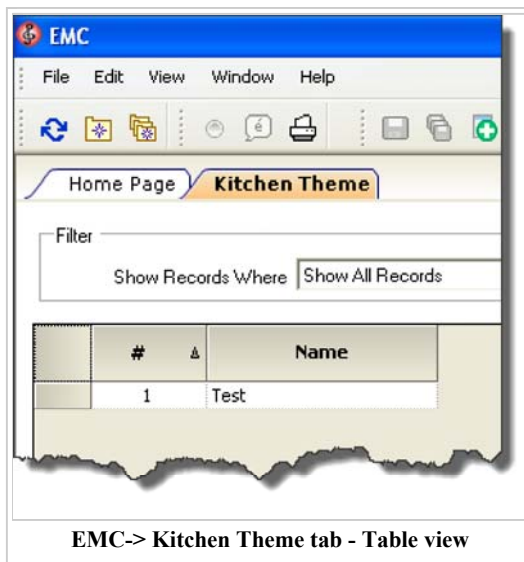 EMC
File Edit View Window Help
é
Home Page Kitchen Theme
Filter
Show Records Where Show All Records
# Name
1 Test
EMC-> Kitchen Theme tab - Table view